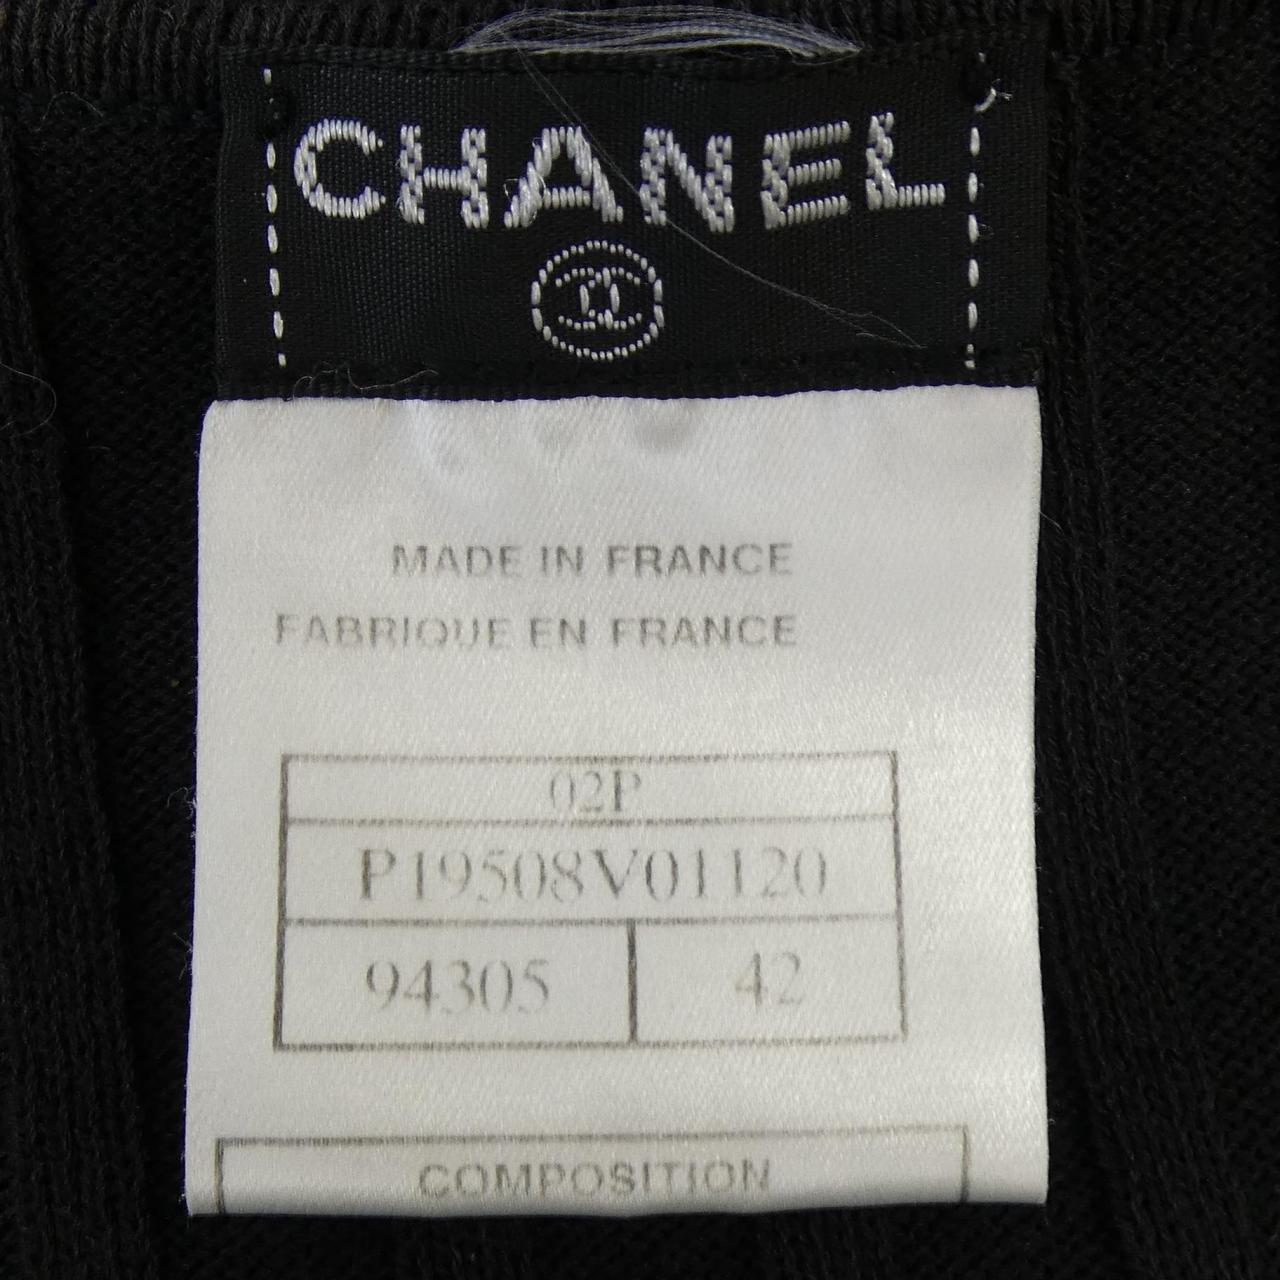 CHANEL
MADE IN FRANCE
FABRIQUE EN FRANCE
02P
P19508V01120
94305 42
COMPOSITION